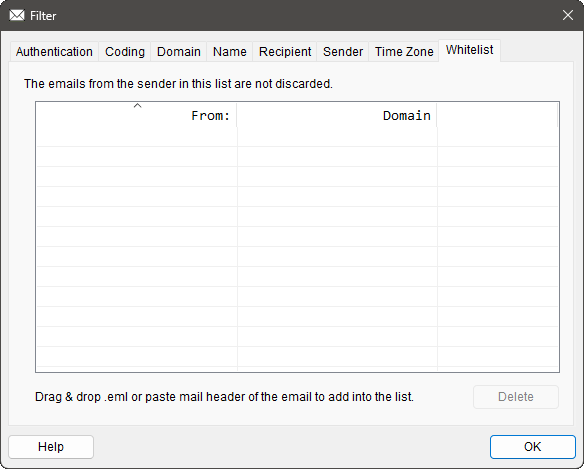 Filter
Authentication Coding Domain Name Recipient Sender Time Zone Whitelist
The emails from the sender in this list are not discarded.
From: Domain
Drag & drop .eml or paste mail header of the email to add into the list. Delete
Help OK